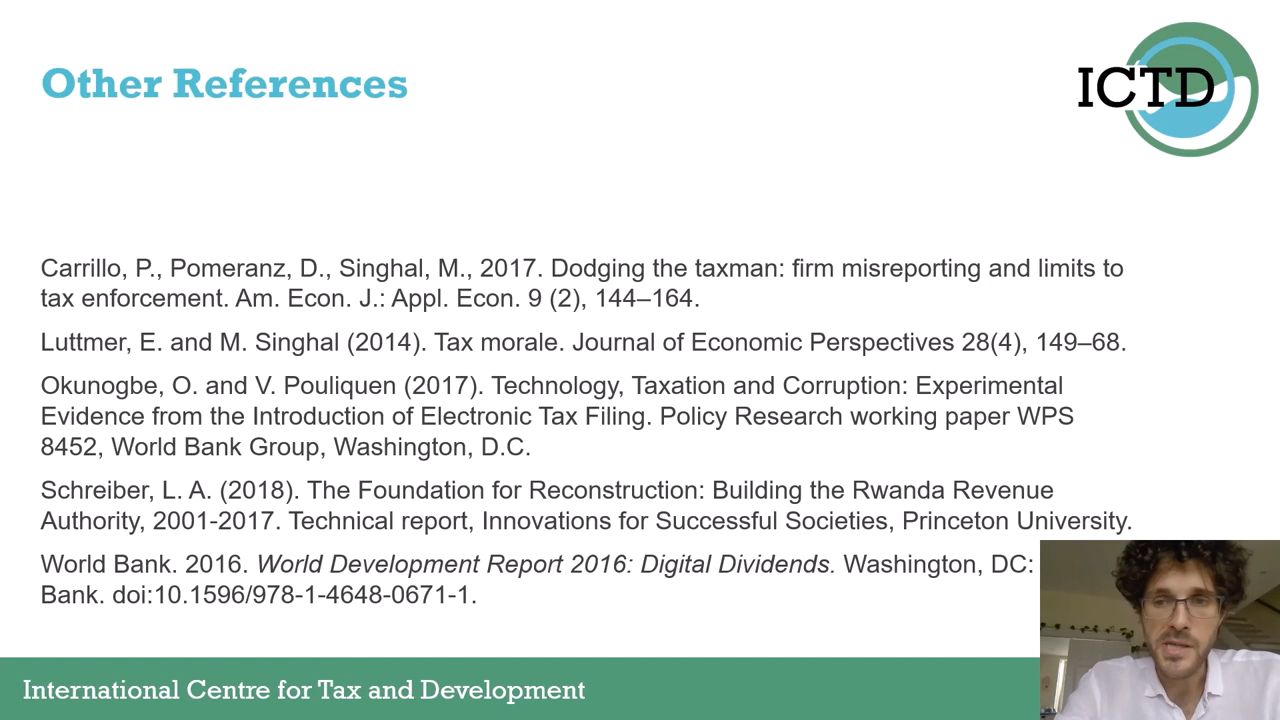 Other References
ICTD
Carrillo, P., Pomeranz, D., Singhal, M., 2017. Dodging the taxman: firm misreporting and limits to
tax enforcement. Am. Econ. J.: Appl. Econ. 9 (2), 144–164.
Luttmer, E. and M. Singhal (2014). Tax morale. Journal of Economic Perspectives 28(4), 149–68.
Okunogbe, O. and V. Pouliquen (2017). Technology, Taxation and Corruption: Experimental
Evidence from the Introduction of Electronic Tax Filing. Policy Research working paper WPS
8452, World Bank Group, Washington, D.C.
Schreiber, L. A. (2018). The Foundation for Reconstruction: Building the Rwanda Revenue
Authority, 2001-2017. Technical report, Innovations for Successful Societies, Princeton University.
World Bank. 2016. World Development Report 2016: Digital Dividends. Washington, DC:
Bank. doi:10.1596/978-1-4648-0671-1.
International Centre for Tax and Development